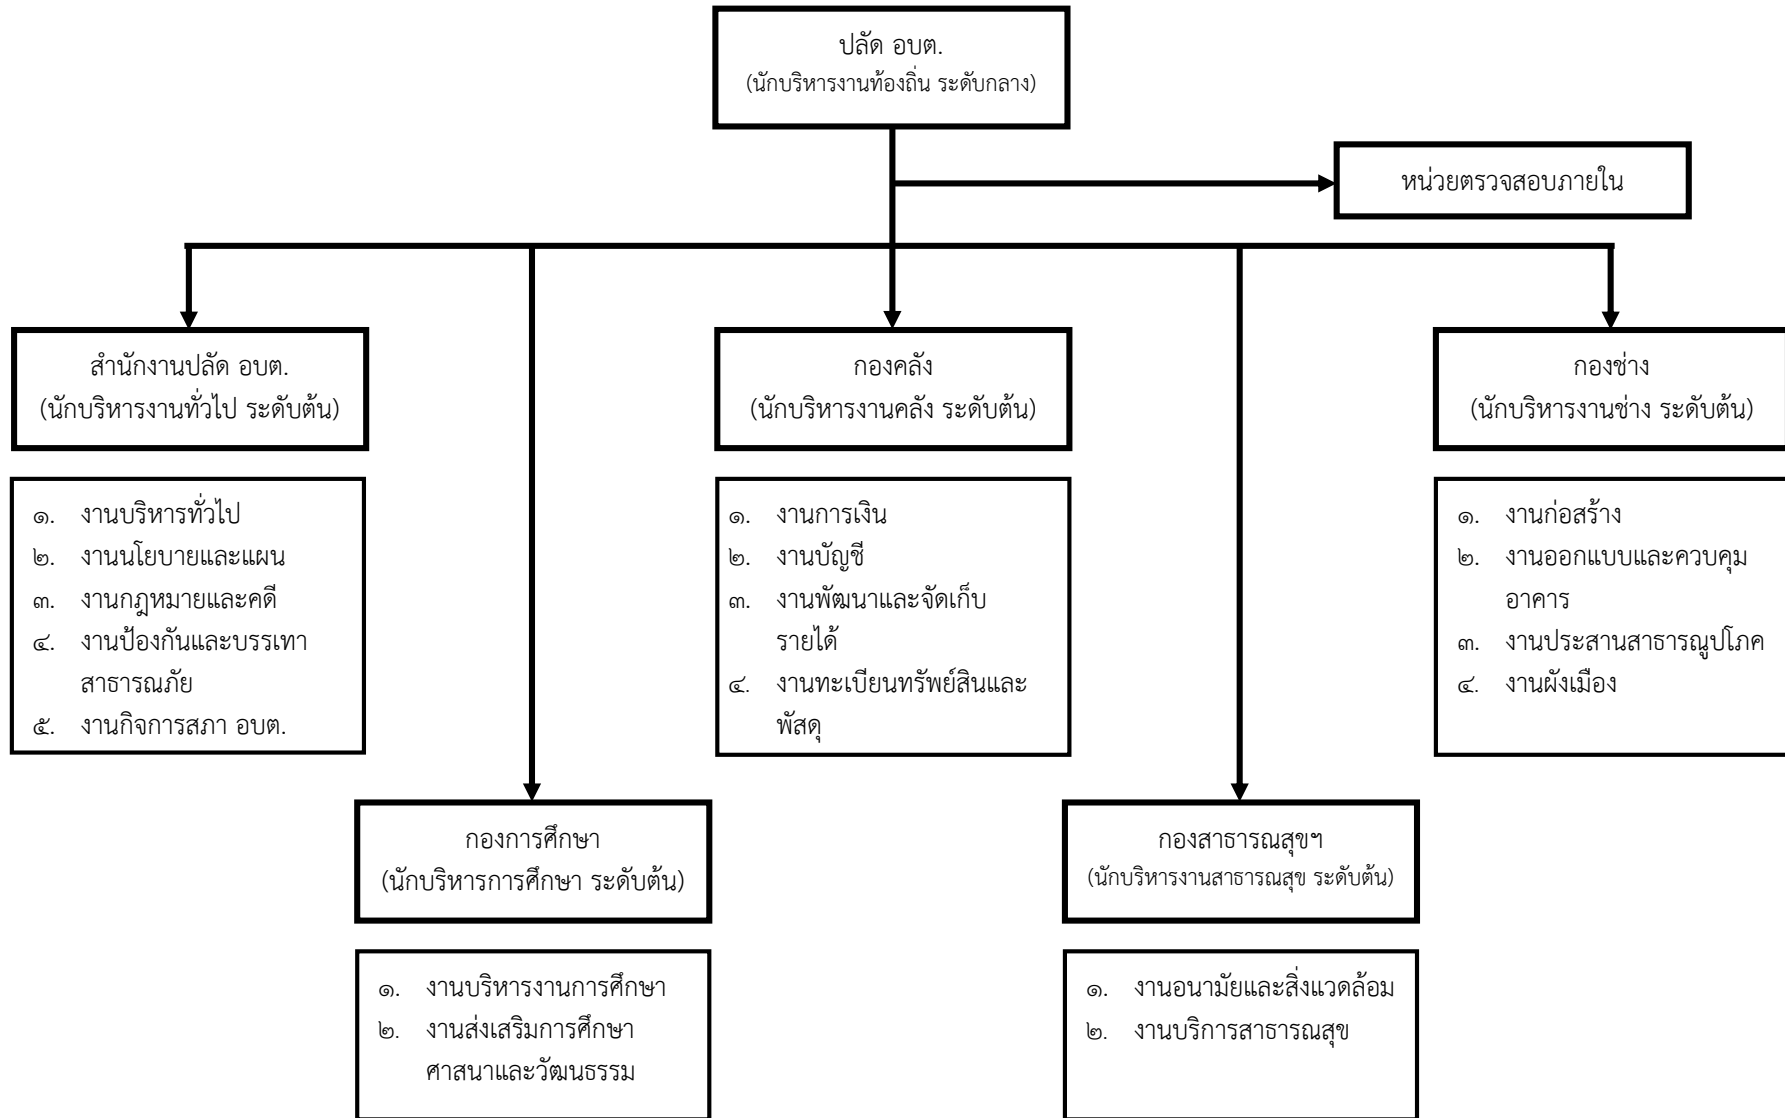 ปลัด อบต.
(นักบริหารงานท้องถิ่น ระดับกลาง)
หน่วยตรวจสอบภายใน
สำนักงานปลัด อบต.
(นักบริหารงานทั่วไป ระดับต้น)
กองคลัง
(นักบริหารงานคลัง ระดับต้น)
กองช่าง
(นักบริหารงานช่าง ระดับต้น)
๑. งานบริหารทั่วไป
๒. งานนโยบายและแผน
๓. งานกฎหมายและคดี
๔. งานป้องกันและบรรเทา
สาธารณภัย
๕. งานกิจการสภา อบต.
๑. งานการเงิน
๒. งานบัญชี
๓. งานพัฒนาและจัดเก็บ
รายได้
๔. งานทะเบียนทรัพย์สินและ
พัสดุ
๑. งานก่อสร้าง
๒. งานออกแบบและควบคุม
อาคาร
๓. งานประสานสาธารณูปโภค
๔. งานผังเมือง
กองการศึกษา
(นักบริหารการศึกษา ระดับต้น)
กองสาธารณสุขฯ
(นักบริหารงานสาธารณสุข ระดับต้น)
๑. งานบริหารงานการศึกษา
๒. งานส่งเสริมการศึกษา
ศาสนาและวัฒนธรรม
๑. งานอนามัยและสิ่งแวดล้อม
๒. งานบริการสาธารณสุข